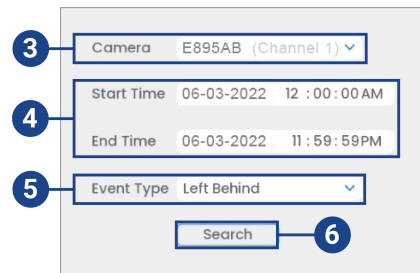 3 Camera E895AB (Channel 1)
Start Time 06-03-2022 12 : 00 : 00 AM
4
End Time 06-03-2022 11 : 59 : 59 PM
5 Event Type Left Behind
Search 6